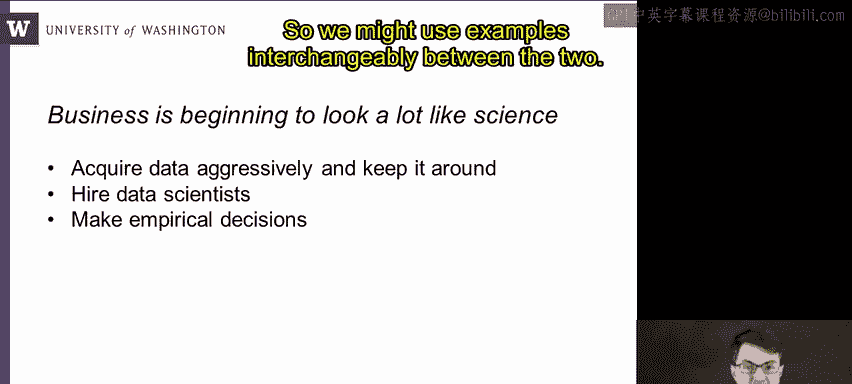 W UNIVERSITY of WASHINGTON
So we might use examples
interchangeably between the two.
中英字幕课程资源@bilibili.com
Business is beginning to look a lot like science
• Acquire data aggressively and keep it around
• Hire data scientists
• Make empirical decisions